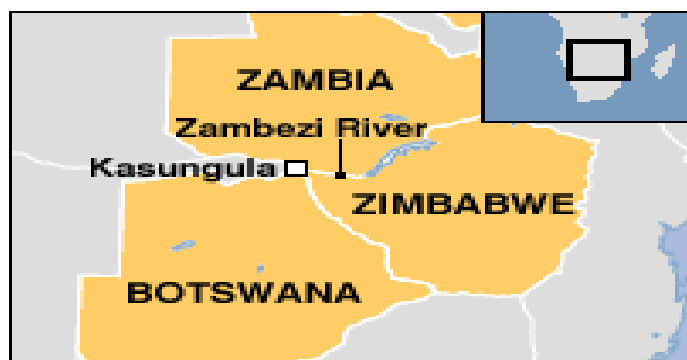 ZAMBIA
Zambezi River
Kasungula
ZIMBABWE
BOTSWANA